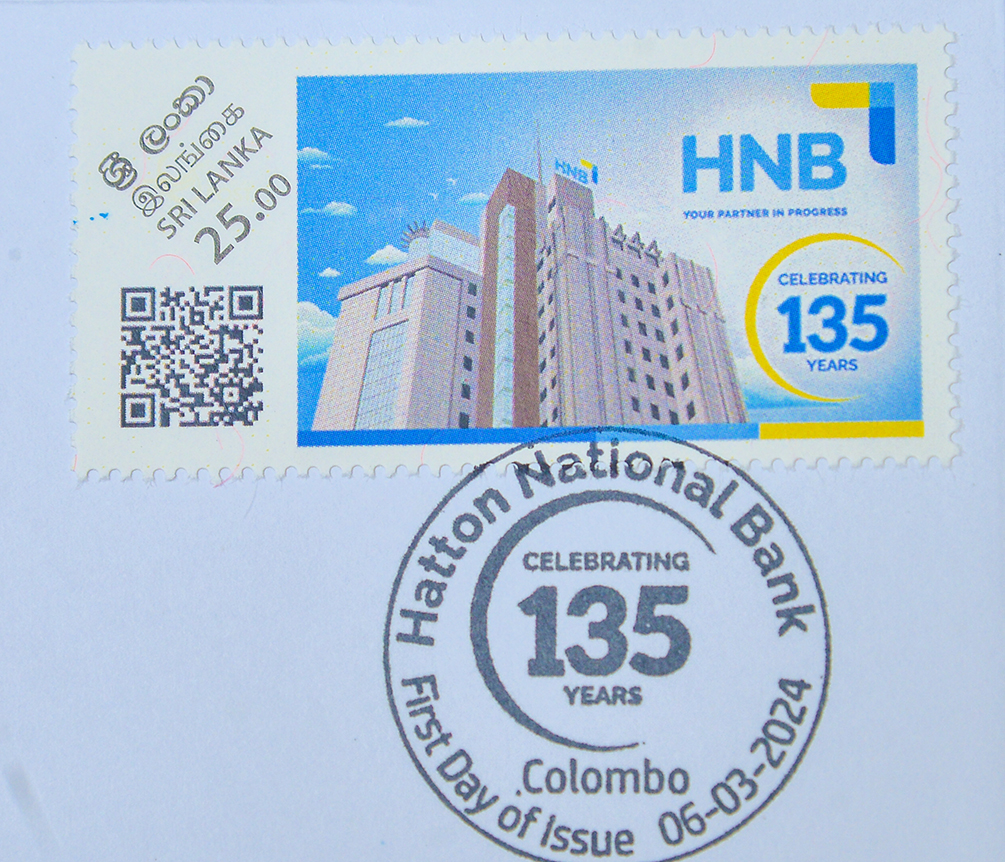 ශ්‍රී ලංකා
இலங்கை
SRI LANKA
25.00
HNB
HNB
YOUR PARTNER IN PROGRESS
CELEBRATING
135
YEARS
Hatton National Bank
CELEBRATING
135
YEARS
Colombo
First Day of Issue 06-03-2024